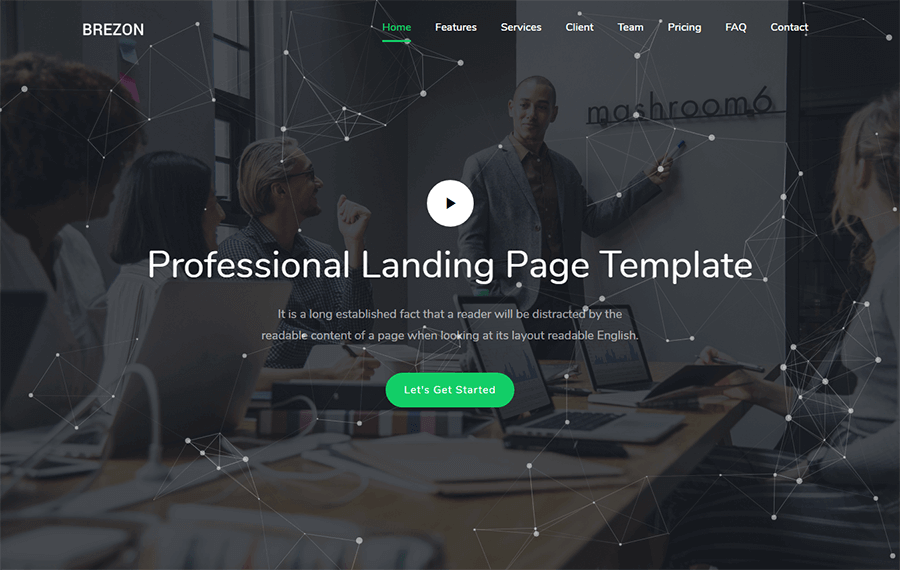 BREZON
Home Features Services Client Team Pricing FAQ Contact
mashroom6
Professional Landing Page Template
It is a long established fact that a reader will be distracted by the
readable content of a page when looking at its layout readable English.
Let's Get Started